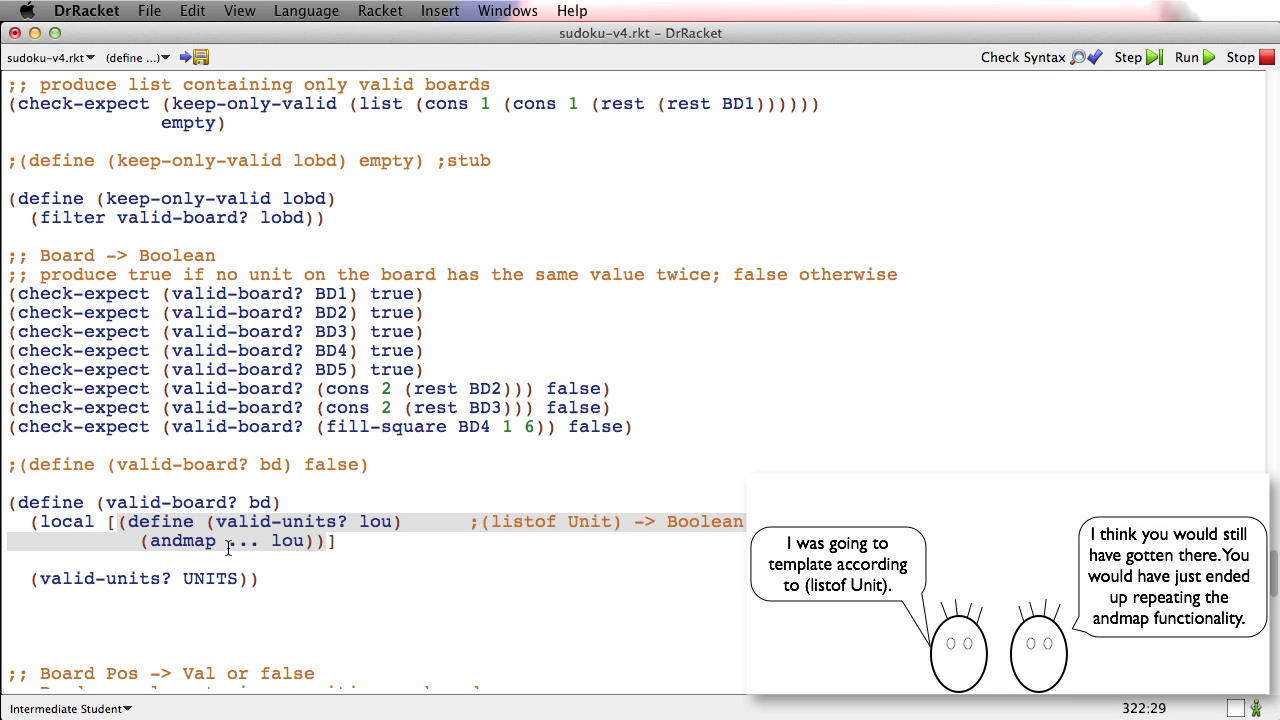 DrRacket File Edit View Language Racket Insert Windows Help
sudoku-v4.rkt - DrRacket
sudoku-v4.rkt (define ...) Check Syntax Step Run Stop
;; produce list containing only valid boards
(check-expect (keep-only-valid (list (cons 1 (cons 1 (rest (rest BD1))))))
empty)
;(define (keep-only-valid lobd) empty) ;stub
(define (keep-only-valid lobd)
(filter valid-board? lobd))
;; Board -> Boolean
;; produce true if no unit on the board has the same value twice; false otherwise
(check-expect (valid-board? BD1) true)
(check-expect (valid-board? BD2) true)
(check-expect (valid-board? BD3) true)
(check-expect (valid-board? BD4) true)
(check-expect (valid-board? BD5) true)
(check-expect (valid-board? (cons 2 (rest BD2))) false)
(check-expect (valid-board? (cons 2 (rest BD3))) false)
(check-expect (valid-board? (fill-square BD4 1 6)) false)
;(define (valid-board? bd) false)
(define (valid-board? bd)
(local [(define (valid-units? lou) ;(listof Unit) -> Boolean
(andmap ... lou))]
(valid-units? UNITS))
I was going to
template according
to (listof Unit).
I think you would still
have gotten there. You
would have just ended
up repeating the
andmap functionality.
;; Board Pos -> Val or false
Intermediate Student 322:29